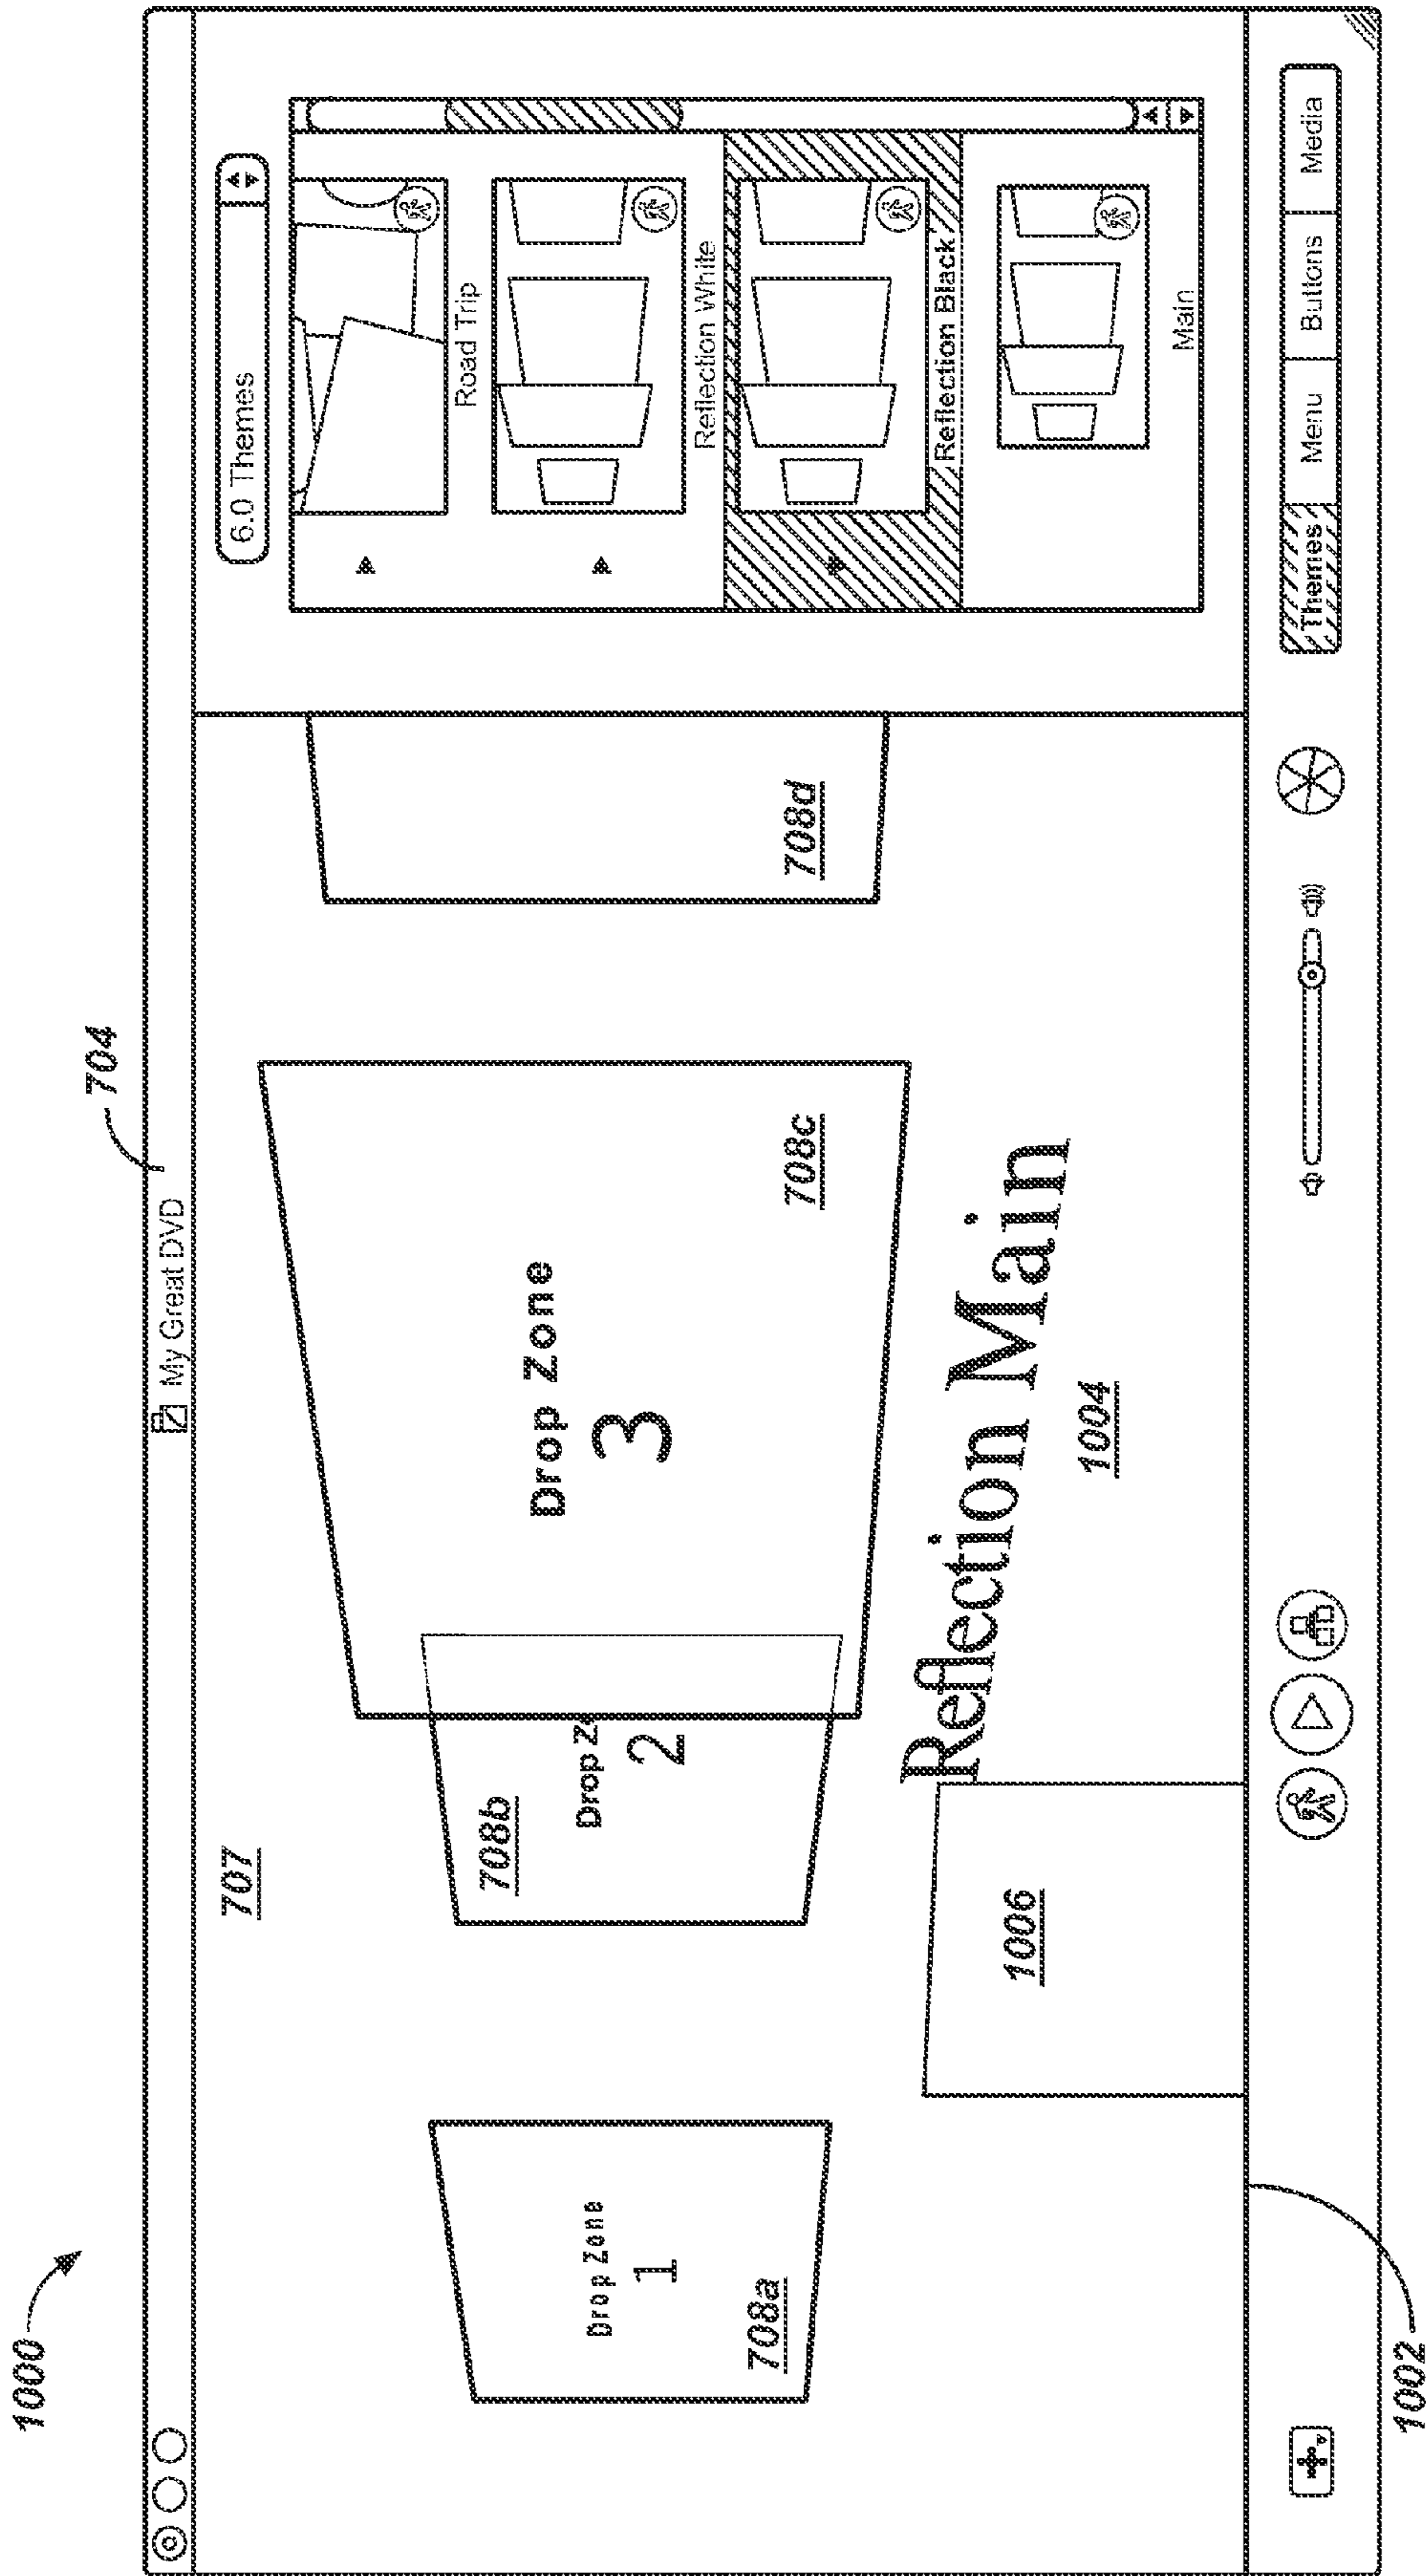 1000
704
My Great DVD
707
6.0 Themes
Road Trip
Reflection White
Reflection Black
Main
Drop Zone
1
708a
708b
Drop Z
2
Drop Zone
3
708c
708d
Reflection Main
1004
1006
Themes
Menu
Buttons
Media
1002